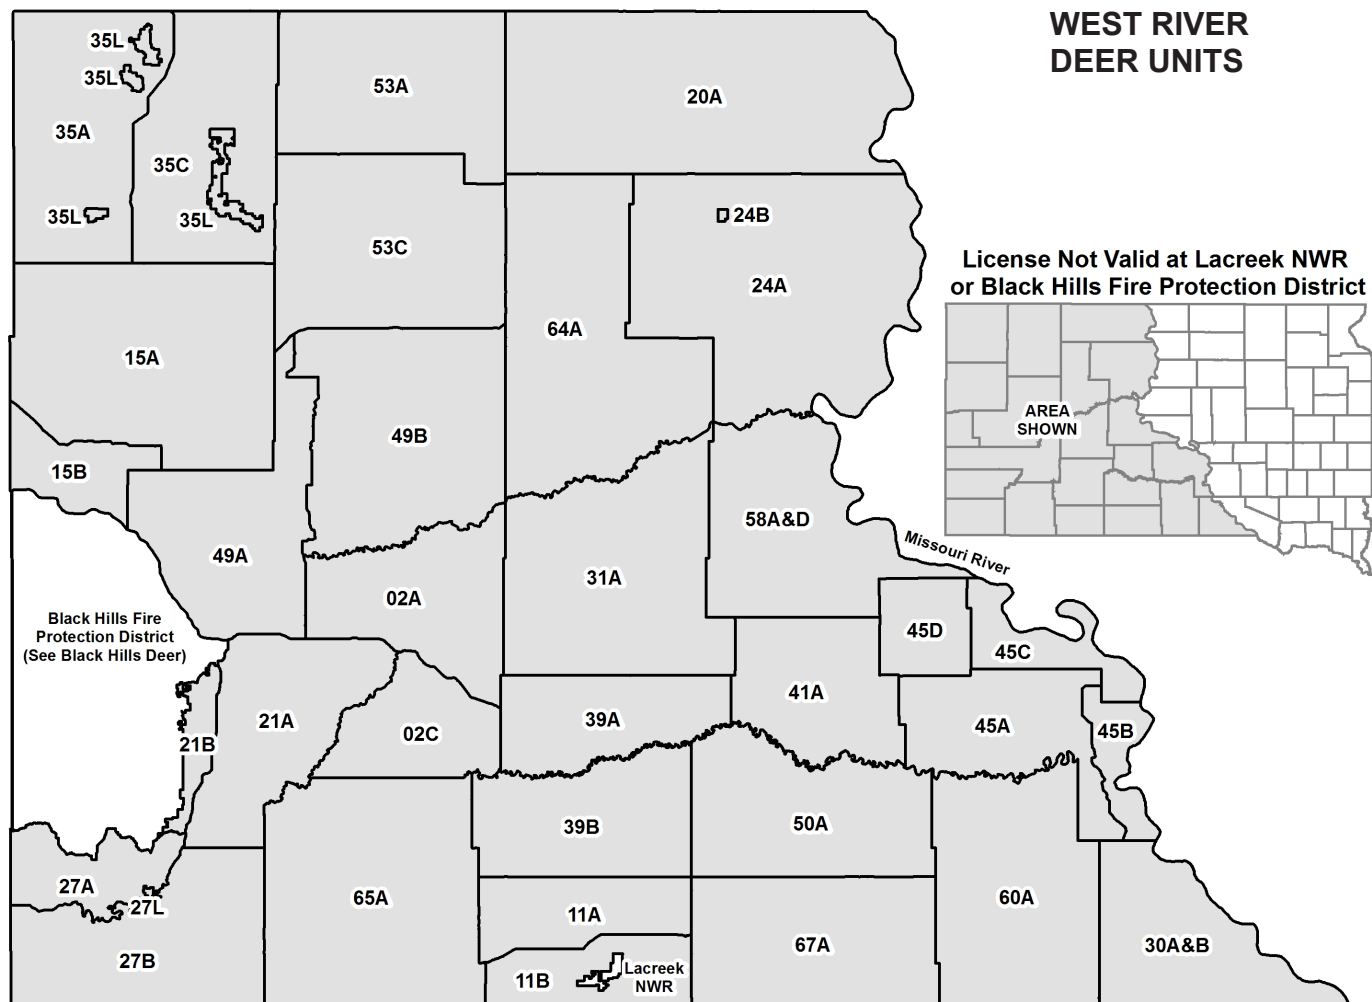 WEST RIVER
DEER UNITS
35L
35L
53A
20A
35A
35C
35L
35L
24B
53C
24A
License Not Valid at Lacreek NWR
or Black Hills Fire Protection District
64A
15A
AREA
SHOWN
49B
15B
58A&D
Missouri River
49A
31A
02A
Black Hills Fire
Protection District
(See Black Hills Deer)
45D
45C
41A
21A
39A
45A
45B
02C
21B
39B
50A
27A
65A
60A
27L
11A
67A
30A&B
27B
11B
Lacreek
NWR